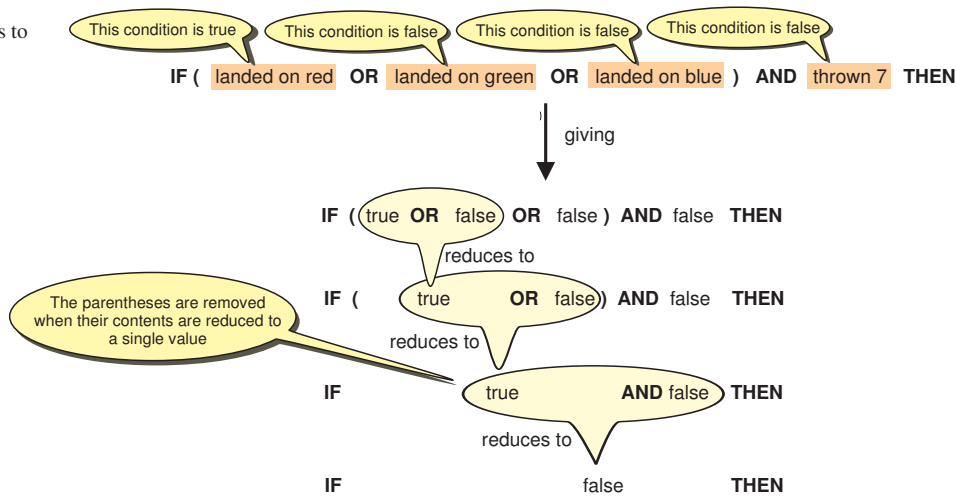 s to
This condition is true This condition is false This condition is false This condition is false
IF ( landed on red OR landed on green OR landed on blue ) AND thrown 7 THEN
giving
IF ( true OR false OR false ) AND false THEN
reduces to
IF ( true OR false ) AND false THEN
The parentheses are removed
when their contents are reduced to
a single value
reduces to
IF true AND false THEN
reduces to
IF false THEN